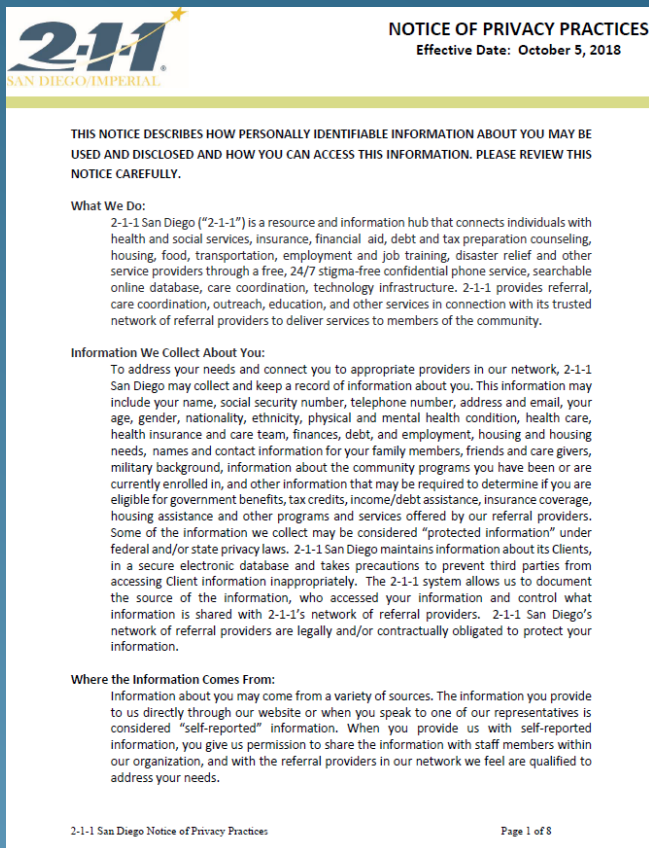 2-1-1
SAN DIEGO/IMPERIAL
NOTICE OF PRIVACY PRACTICES
Effective Date: October 5, 2018
THIS NOTICE DESCRIBES HOW PERSONALLY IDENTIFIABLE INFORMATION ABOUT YOU MAY BE
USED AND DISCLOSED AND HOW YOU CAN ACCESS THIS INFORMATION. PLEASE REVIEW THIS
NOTICE CAREFULLY.
What We Do:
2-1-1 San Diego (“2-1-1”) is a resource and information hub that connects individuals with
health and social services, insurance, financial aid, debt and tax preparation counseling,
housing, food, transportation, employment and job training, disaster relief and other
service providers through a free, 24/7 stigma-free confidential phone service, searchable
online database, care coordination, technology infrastructure. 2-1-1 provides referral,
care coordination, outreach, education, and other services in connection with its trusted
network of referral providers to deliver services to members of the community.
Information We Collect About You:
To address your needs and connect you to appropriate providers in our network, 2-1-1
San Diego may collect and keep a record of information about you. This information may
include your name, social security number, telephone number, address and email, your
age, gender, nationality, ethnicity, physical and mental health condition, health care,
health insurance and care team, finances, debt, and employment, housing and housing
needs, names and contact information for your family members, friends and care givers,
military background, information about the community programs you have been or are
currently enrolled in, and other information that may be required to determine if you are
eligible for government benefits, tax credits, income/debt assistance, insurance coverage,
housing assistance and other programs and services offered by our referral providers.
Some of the information we collect may be considered “protected information” under
federal and/or state privacy laws. 2-1-1 San Diego maintains information about its Clients,
in a secure electronic database and takes precautions to prevent third parties from
accessing Client information inappropriately. The 2-1-1 system allows us to document
the source of the information, who accessed your information and control what
information is shared with 2-1-1’s network of referral providers. 2-1-1 San Diego’s
network of referral providers are legally and/or contractually obligated to protect your
information.
Where the Information Comes From:
Information about you may come from a variety of sources. The information you provide
to us directly through our website or when you speak to one of our representatives is
considered “self-reported” information. When you provide us with self-reported
information, you give us permission to share the information with staff members within
our organization, and with the referral providers in our network we feel are qualified to
address your needs.
2-1-1 San Diego Notice of Privacy Practices Page 1 of 8